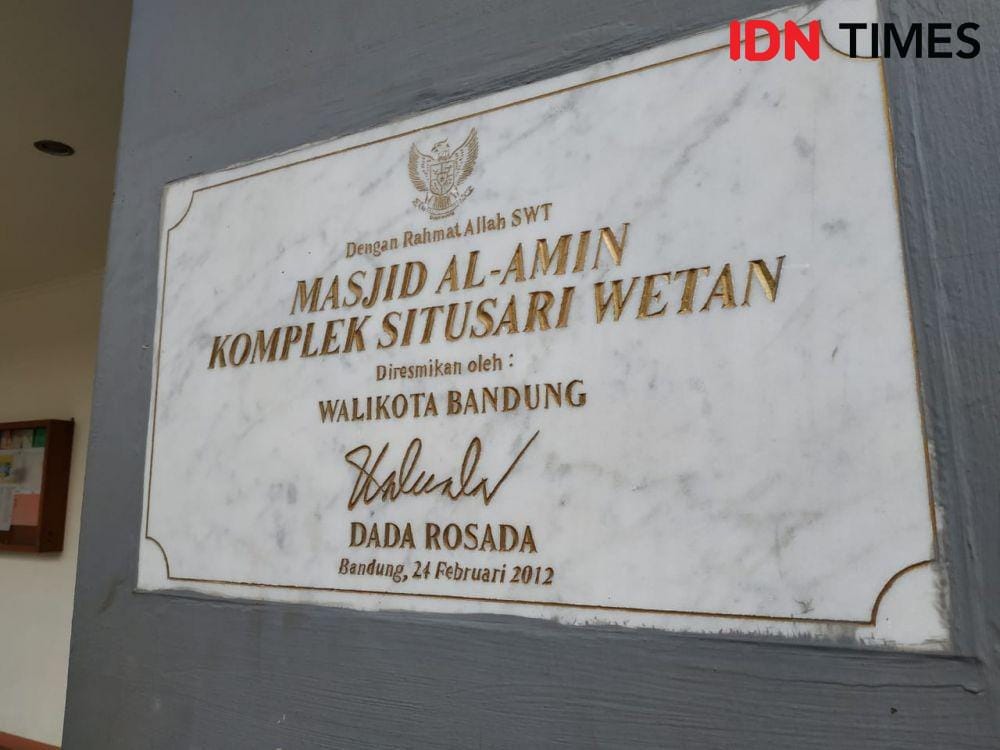 IDN TIMES
Dengan Rahmat Allah SWT
MASJID AL-AMIN
KOMPLEK SITUSARI WETAN
Diresmikan oleh :
WALIKOTA BANDUNG
DADA ROSADA
Bandung, 24 Februari 2012